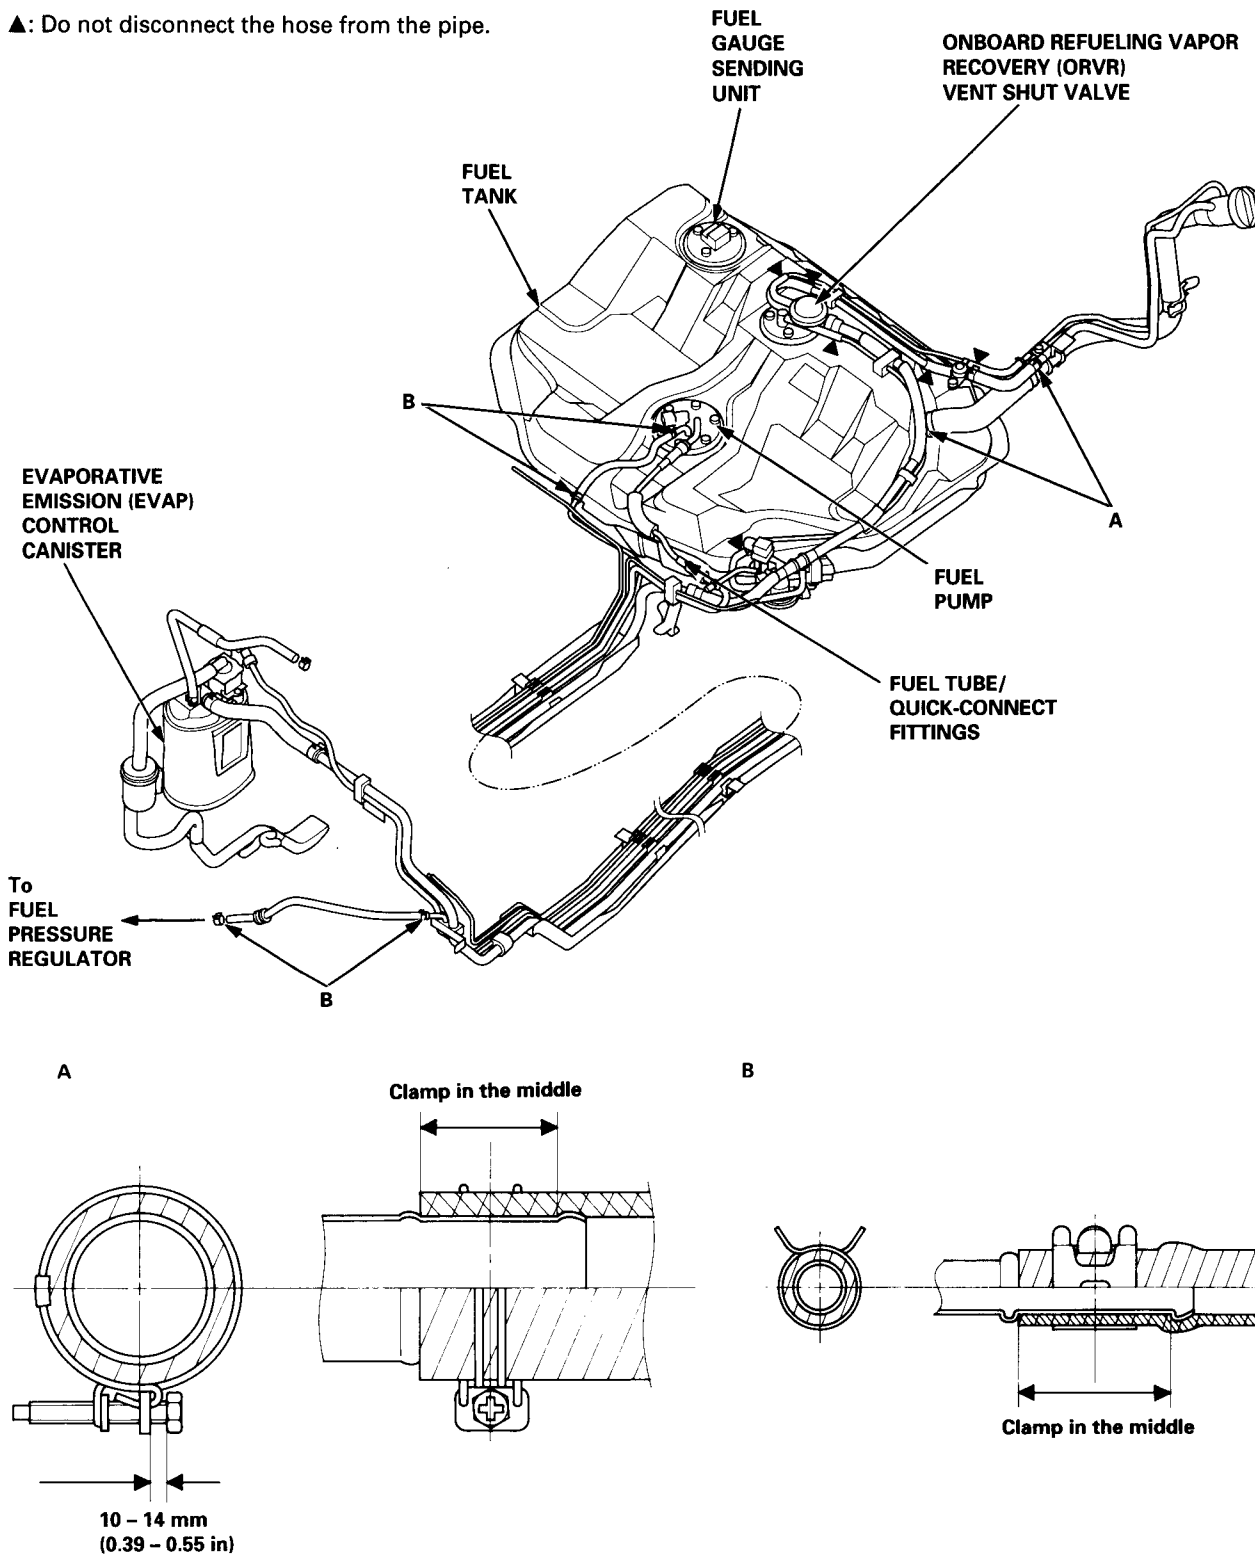 ▲: Do not disconnect the hose from the pipe.
FUEL
GAUGE
SENDING
UNIT
ONBOARD REFUELING VAPOR
RECOVERY (ORVR)
VENT SHUT VALVE
FUEL
TANK
B
EVAPORATIVE
EMISSION (EVAP)
CONTROL
CANISTER
A
FUEL
PUMP
FUEL TUBE/
QUICK-CONNECT
FITTINGS
To
FUEL
PRESSURE
REGULATOR
B
A
Clamp in the middle
10 – 14 mm
(0.39 – 0.55 in)
B
Clamp in the middle